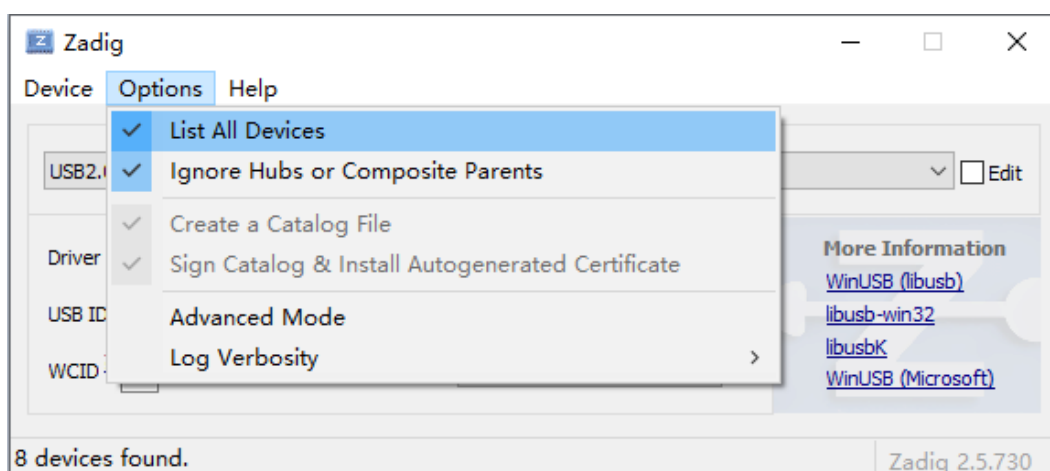 Zadig
Device Options Help
List All Devices
Ignore Hubs or Composite Parents
Create a Catalog File
Sign Catalog & Install Autogenerated Certificate
Advanced Mode
Log Verbosity
Edit
Driver
USB ID
WCID
More Information
WinUSB (libusb)
libusb-win32
libusbK
WinUSB (Microsoft)
8 devices found.
Zadig 2.5.730